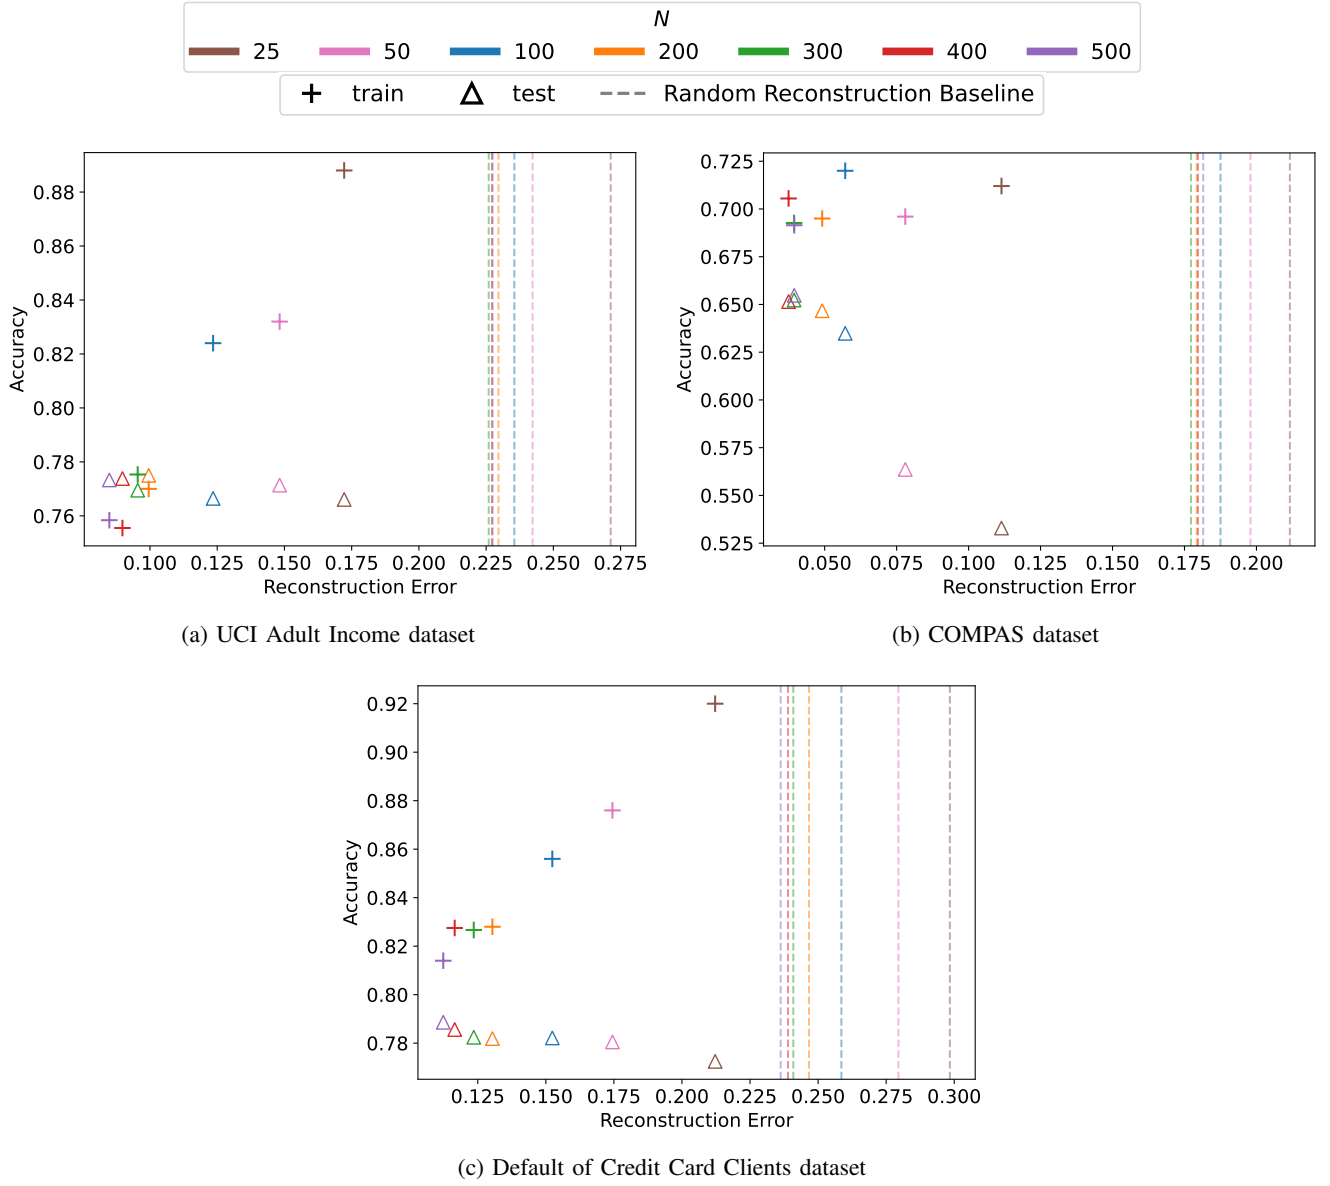 N
25 50 100 200 300 400 500
train test Random Reconstruction Baseline
0.88
0.86
0.84
0.82
0.80
0.78
0.76
Accuracy
0.100 0.125 0.150 0.175 0.200 0.225 0.250 0.275
Reconstruction Error
(a) UCI Adult Income dataset
0.725
0.700
0.675
0.650
0.625
0.600
0.575
0.550
0.525
Accuracy
0.050 0.075 0.100 0.125 0.150 0.175 0.200
Reconstruction Error
(b) COMPAS dataset
0.92
0.90
0.88
0.86
0.84
0.82
0.80
0.78
Accuracy
0.125 0.150 0.175 0.200 0.225 0.250 0.275 0.300
Reconstruction Error
(c) Default of Credit Card Clients dataset